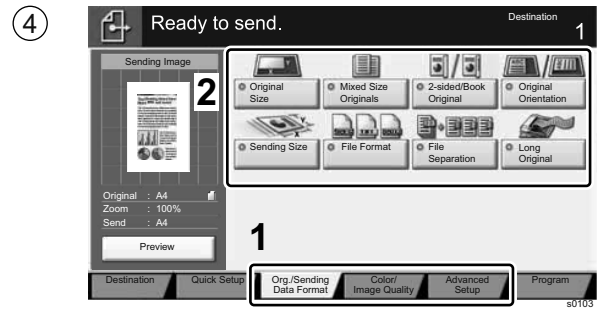 4
Ready to send.
Destination
1
Sending Image
2
Original
Size
Mixed Size
Originals
2-sided/Book
Original
Original
Orientation
Sending Size
File Format
File
Separation
Long
Original
Original : A4
Zoom : 100%
Send : A4
Preview
1
Destination
Quick Setup
Org./Sending
Data Format
Color/
Image Quality
Advanced
Setup
Program
s0103